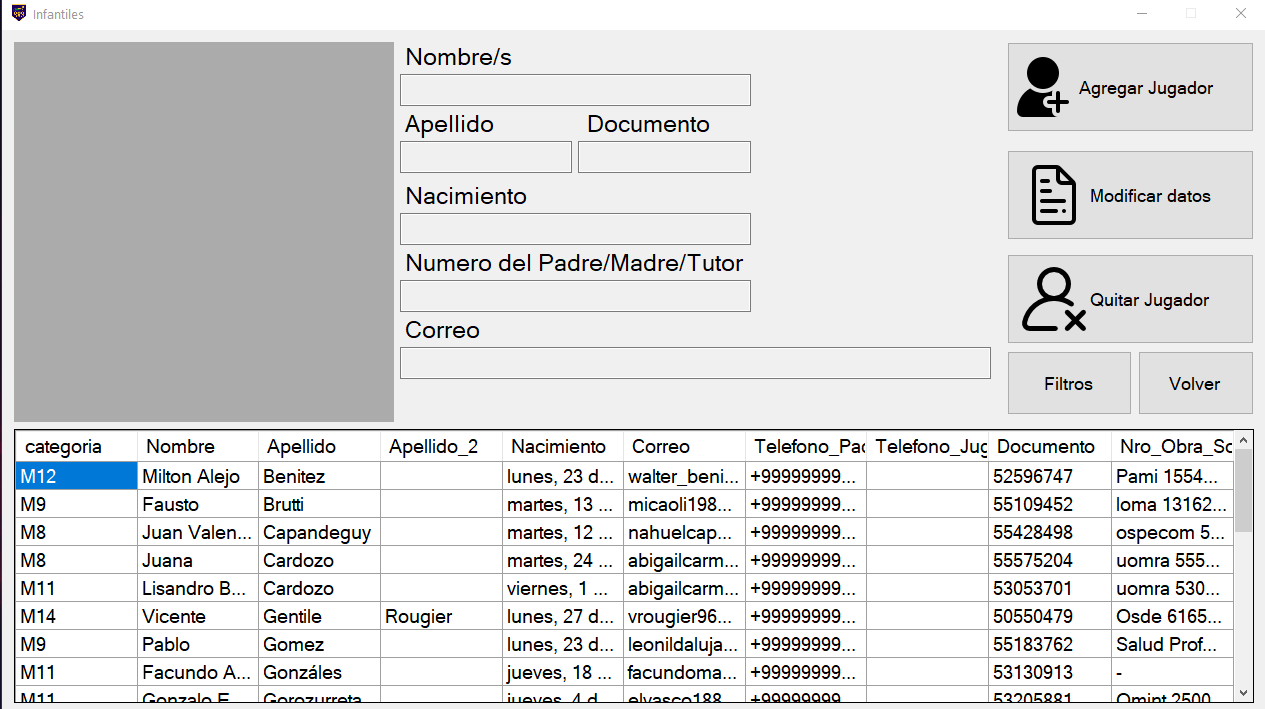 Infantiles
Nombre/s
Apellido Documento
Nacimiento
Numero del Padre/Madre/Tutor
Correo
Agregar Jugador
Modificar datos
Quitar Jugador
Filtros Volver
categoria Nombre Apellido Apellido_2 Nacimiento Correo Telefono_Pad Telefono_Jug Documento Nro_Obra_So
M12 Milton Alejo Benitez lunes, 23 d... walter_beni... +99999999... 52596747 Pami 1554...
M9 Fausto Brutti martes, 13 ... micaoli198... +99999999... 55109452 loma 13162...
M8 Juan Valen... Capandeguy martes, 12 ... nahuelcap... +99999999... 55428498 ospecom 5...
M8 Juana Cardozo martes, 24 ... abigailcarm... +99999999... 55575204 uomra 555...
M11 Lisandro B... Cardozo viernes, 1 ... abigailcarm... +99999999... 53053701 uomra 530...
M14 Vicente Gentile Rougier lunes, 27 d... vrougier96... +99999999... 50550479 Osde 6165...
M9 Pablo Gomez lunes, 23 d... leonildaluja... +99999999... 55183762 Salud Prof...
M11 Facundo A... Gonzáles jueves, 18 ... facundoma... +99999999... 53130913 -
M11 Gonzalo E... Gorozurreta jueves, 4 d... elvasco188... +99999999... 53205881 Omint 2500...